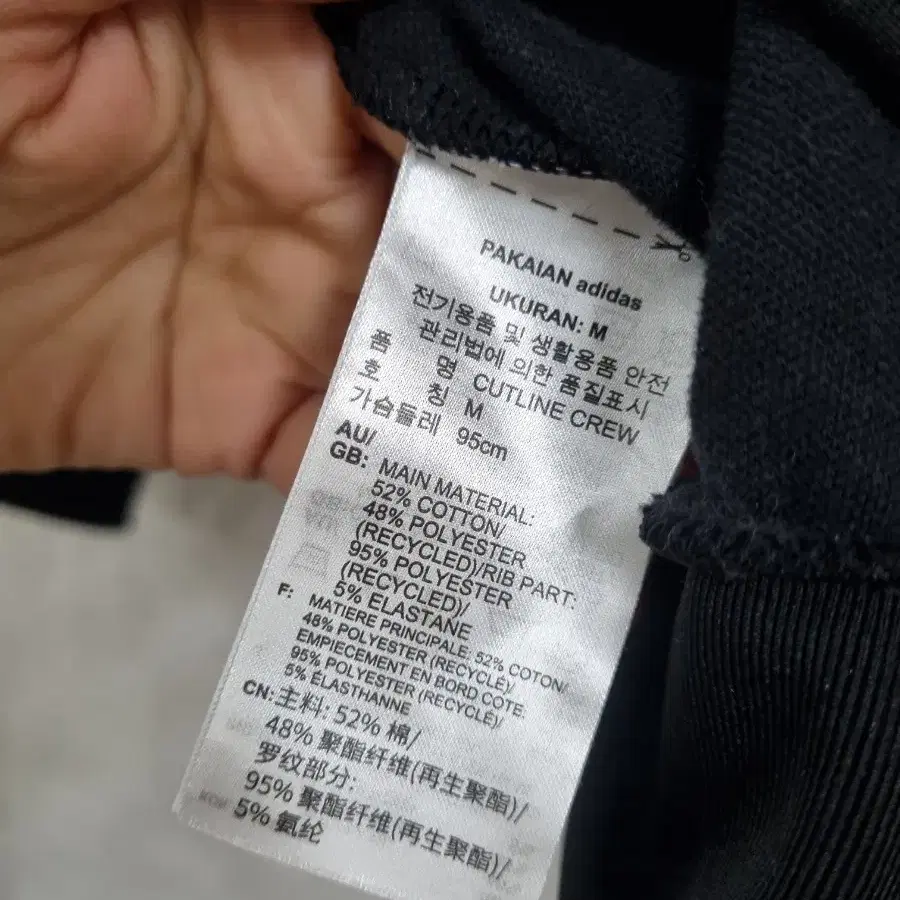 PAKAIAN adidas
UKURAN: M
전기용품 및 생활용품 안전
관리법에 의한 품질표시
품 명 CUTLINE CREW
호 칭 M
가슴둘레 95cm
AU/
GB: MAIN MATERIAL:
52% COTTON/
48% POLYESTER
(RECYCLED)/RIB PART:
95% POLYESTER
(RECYCLED)/
5% ELASTANE
F: MATIERE PRINCIPALE: 52% COTON/
48% POLYESTER (RECYCLÉ)/
EMPIECEMENT EN BORD COTE:
95% POLYESTER (RECYCLÉ)/
5% ÉLASTHANNE
CN: 主料: 52% 棉/
48% 聚酯纤维(再生聚酯)/
罗纹部分:
95% 聚酯纤维(再生聚酯)/
5% 氨纶